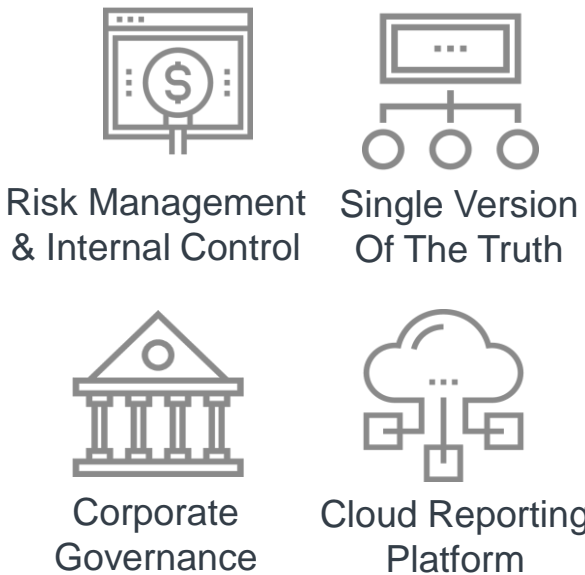 Risk Management
& Internal Control
Single Version
Of The Truth
Corporate
Governance
Cloud Reporting
Platform